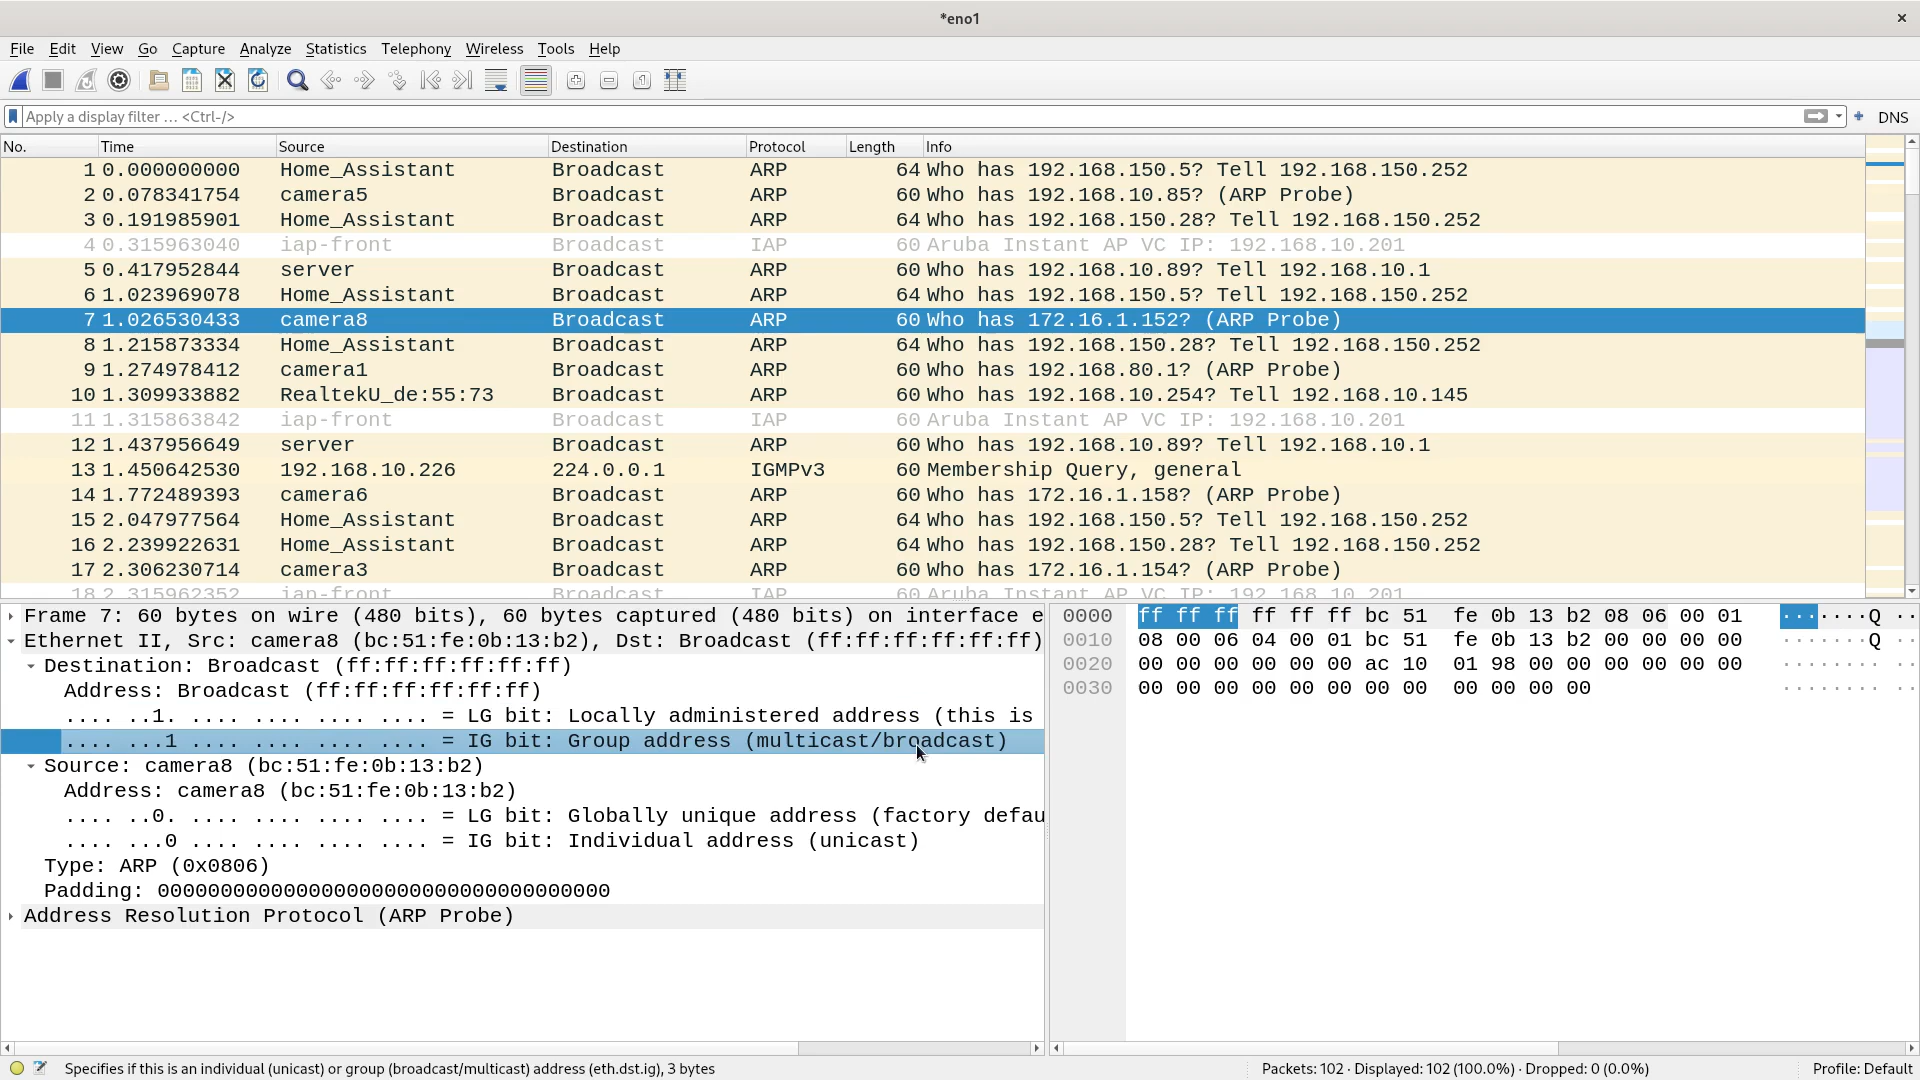 *eno1
File Edit View Go Capture Analyze Statistics Telephony Wireless Tools Help
Apply a display filter … <Ctrl-/> DNS
No. Time Source Destination Protocol Length Info
1 0.000000000 Home_Assistant Broadcast ARP 64 Who has 192.168.150.5? Tell 192.168.150.252
2 0.078341754 camera5 Broadcast ARP 60 Who has 192.168.10.85? (ARP Probe)
3 0.191985901 Home_Assistant Broadcast ARP 64 Who has 192.168.150.28? Tell 192.168.150.252
4 0.315963040 iap-front Broadcast IAP 60 Aruba Instant AP VC IP: 192.168.10.201
5 0.417952844 server Broadcast ARP 60 Who has 192.168.10.89? Tell 192.168.10.1
6 1.023969078 Home_Assistant Broadcast ARP 64 Who has 192.168.150.5? Tell 192.168.150.252
7 1.026530433 camera8 Broadcast ARP 60 Who has 172.16.1.152? (ARP Probe)
8 1.215873334 Home_Assistant Broadcast ARP 64 Who has 192.168.150.28? Tell 192.168.150.252
9 1.274978412 camera1 Broadcast ARP 60 Who has 192.168.80.1? (ARP Probe)
10 1.309933882 RealtekU_de:55:73 Broadcast ARP 60 Who has 192.168.10.254? Tell 192.168.10.145
11 1.315863842 iap-front Broadcast IAP 60 Aruba Instant AP VC IP: 192.168.10.201
12 1.437956649 server Broadcast ARP 60 Who has 192.168.10.89? Tell 192.168.10.1
13 1.450642530 192.168.10.226 224.0.0.1 IGMPv3 60 Membership Query, general
14 1.772489393 camera6 Broadcast ARP 60 Who has 172.16.1.158? (ARP Probe)
15 2.047977564 Home_Assistant Broadcast ARP 64 Who has 192.168.150.5? Tell 192.168.150.252
16 2.239922631 Home_Assistant Broadcast ARP 64 Who has 192.168.150.28? Tell 192.168.150.252
17 2.306230714 camera3 Broadcast ARP 60 Who has 172.16.1.154? (ARP Probe)
18 2.315962352 iap-front Broadcast IAP 60 Aruba Instant AP VC IP: 192.168.10.201
Frame 7: 60 bytes on wire (480 bits), 60 bytes captured (480 bits) on interface e
Ethernet II, Src: camera8 (bc:51:fe:0b:13:b2), Dst: Broadcast (ff:ff:ff:ff:ff:ff)
Destination: Broadcast (ff:ff:ff:ff:ff:ff)
Address: Broadcast (ff:ff:ff:ff:ff:ff)
.... ..1. .... .... .... .... = LG bit: Locally administered address (this is
.... ...1 .... .... .... .... = IG bit: Group address (multicast/broadcast)
Source: camera8 (bc:51:fe:0b:13:b2)
Address: camera8 (bc:51:fe:0b:13:b2)
.... ..0. .... .... .... .... = LG bit: Globally unique address (factory defau
.... ...0 .... .... .... .... = IG bit: Individual address (unicast)
Type: ARP (0x0806)
Padding: 000000000000000000000000000000000000
Address Resolution Protocol (ARP Probe)
0000 ff ff ff ff ff ff bc 51 fe 0b 13 b2 08 06 00 01 ·······Q ··
0010 08 00 06 04 00 01 bc 51 fe 0b 13 b2 00 00 00 00 ·······Q ··
0020 00 00 00 00 00 00 ac 10 01 98 00 00 00 00 00 00 ········ ··
0030 00 00 00 00 00 00 00 00 00 00 00 00 ········ ··
Specifies if this is an individual (unicast) or group (broadcast/multicast) address (eth.dst.ig), 3 bytes
Packets: 102 · Displayed: 102 (100.0%) · Dropped: 0 (0.0%)
Profile: Default